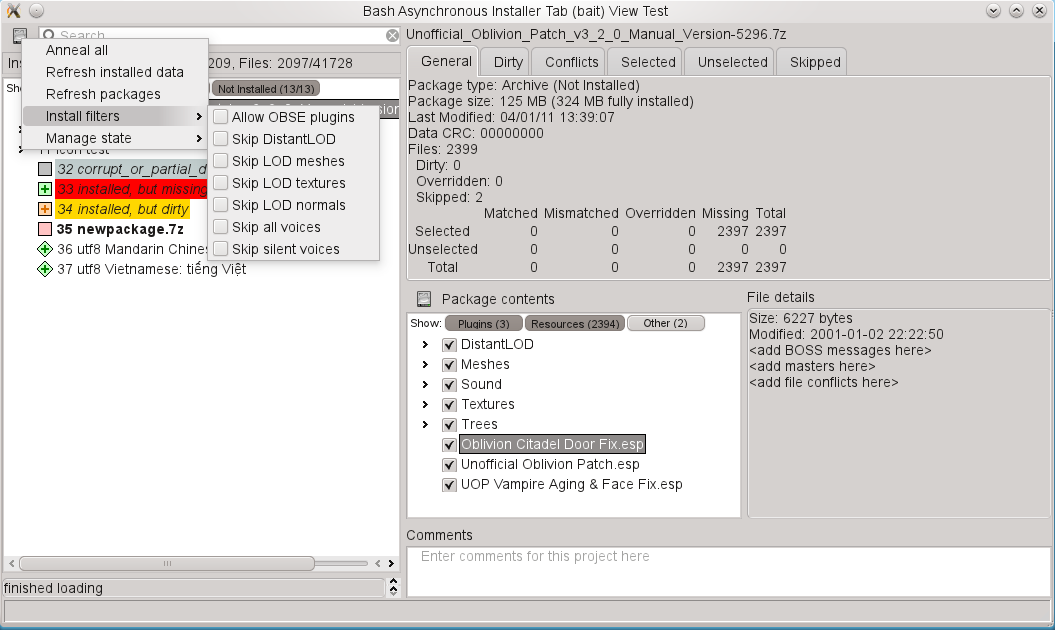 Bash Asynchronous Installer Tab (bait) View Test
Search...
209, Files: 2097/41728
Not Installed (13/13)
Anneal all
Refresh installed data
Refresh packages
Install filters
Manage state
Allow OBSE plugins
Skip DistantLOD
Skip LOD meshes
Skip LOD textures
Skip LOD normals
Skip all voices
Skip silent voices
32 corrupt_or_partial_d
33 installed, but missing
34 installed, but dirty
35 newpackage.7z
36 utf8 Mandarin Chines
37 utf8 Vietnamese: tiếng Việt
finished loading
Unofficial_Oblivion_Patch_v3_2_0_Manual_Version-5296.7z
General Dirty Conflicts Selected Unselected Skipped
Package type: Archive (Not Installed)
Package size: 125 MB (324 MB fully installed)
Last Modified: 04/01/11 13:39:07
Data CRC: 00000000
Files: 2399
Dirty: 0
Overridden: 0
Skipped: 2
Matched Mismatched Overridden Missing Total
Selected 0 0 0 2397 2397
Unselected 0 0 0 0 0
Total 0 0 0 2397 2397
Package contents
Show: Plugins (3) Resources (2394) Other (2)
DistantLOD
Meshes
Sound
Textures
Trees
Oblivion Citadel Door Fix.esp
Unofficial Oblivion Patch.esp
UOP Vampire Aging & Face Fix.esp
File details
Size: 6227 bytes
Modified: 2001-01-02 22:22:50
<add BOSS messages here>
<add masters here>
<add file conflicts here>
Comments
Enter comments for this project here